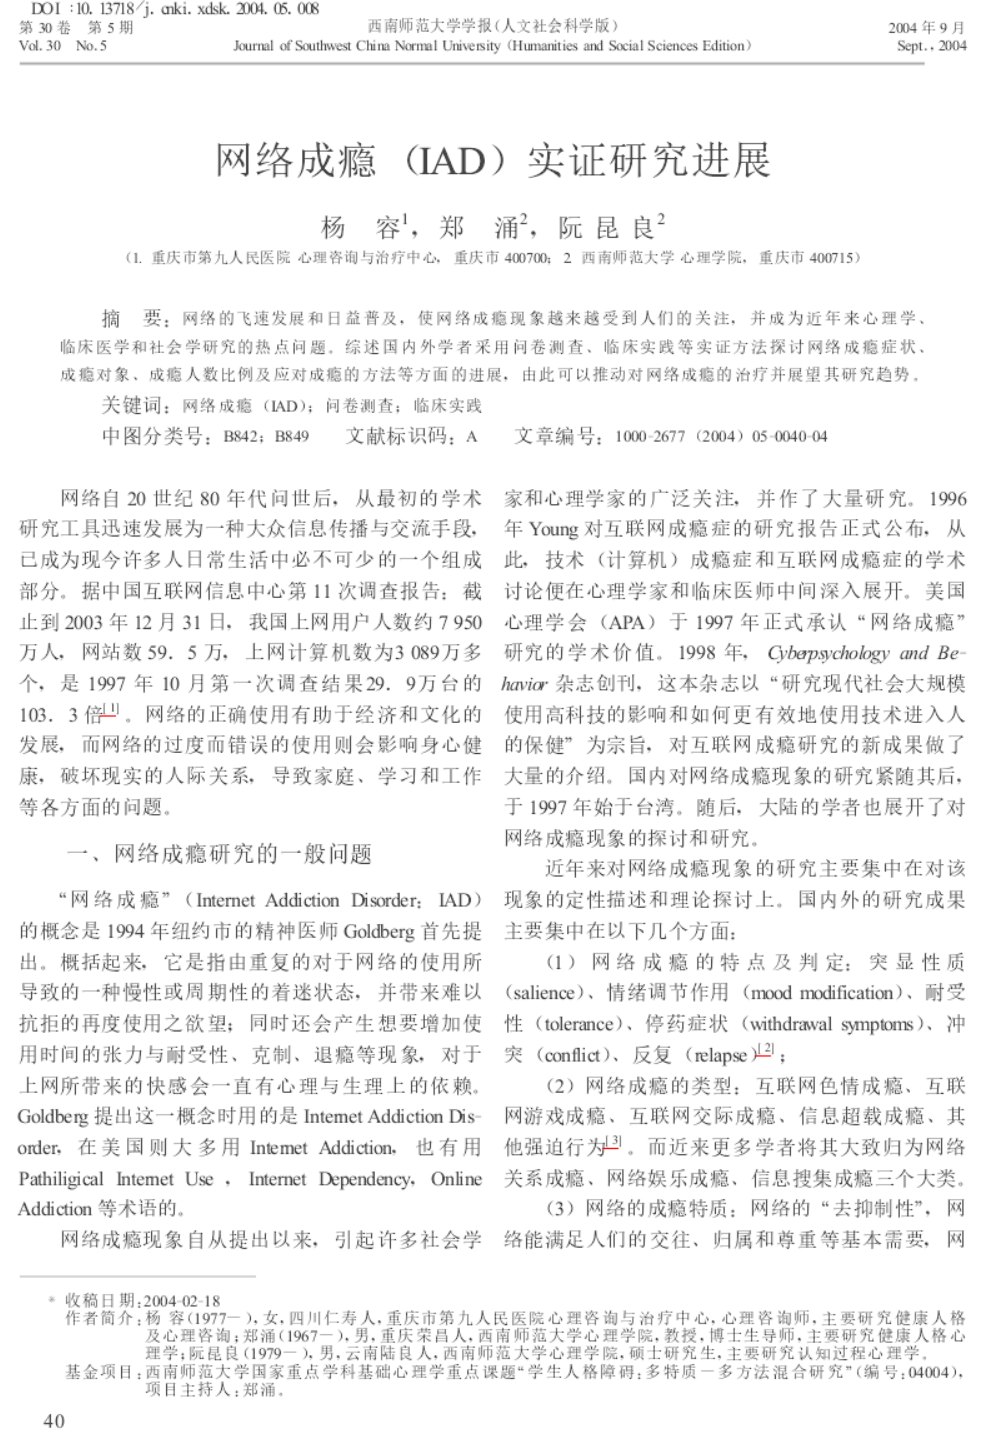 DOI:10.13718/j.cnki.xdsk.2004.05.008
第 30 卷 第 5 期
西南师范大学学报(人文社会科学版)
2004 年 9 月
Vol. 30 No. 5
Journal of Southwest China Normal University (Humanities and Social Sciences Edition)
Sept., 2004
网络成瘾(IAD)实证研究进展
杨 容1, 郑 涌2, 阮昆良2
(1. 重庆市第九人民医院 心理咨询与治疗中心, 重庆市 400700; 2. 西南师范大学 心理学院, 重庆市 400715)
摘 要: 网络的飞速发展和日益普及, 使网络成瘾现象越来越受到人们的关注, 并成为近年来心理学、
临床医学和社会学研究的热点问题。综述国内外学者采用问卷测查、临床实践等实证方法探讨网络成瘾症状、
成瘾对象、成瘾人数比例及应对成瘾的方法等方面的进展, 由此可以推动对网络成瘾的治疗并展望其研究趋势。
关键词: 网络成瘾 (IAD); 问卷测查; 临床实践
中图分类号: B842; B849 文献标识码: A 文章编号: 1000-2677 (2004) 05-0040-04
网络自 20 世纪 80 年代问世后, 从最初的学术
研究工具迅速发展为一种大众信息传播与交流手段,
已成为现今许多人日常生活中必不可少的一个组成
部分。据中国互联网信息中心第 11 次调查报告: 截
止到 2003 年 12 月 31 日, 我国上网用户人数约 7 950
万人, 网站数 59. 5 万, 上网计算机数为3 089万多
个, 是 1997 年 10 月第一次调查结果29. 9万台的
103. 3 倍[1]。网络的正确使用有助于经济和文化的
发展, 而网络的过度而错误的使用则会影响身心健
康, 破坏现实的人际关系, 导致家庭、学习和工作
等各方面的问题。
一、网络成瘾研究的一般问题
“网络成瘾” (Internet Addiction Disorder: IAD)
的概念是 1994 年纽约市的精神医师 Goldberg 首先提
出。概括起来, 它是指由重复的对于网络的使用所
导致的一种慢性或周期性的着迷状态, 并带来难以
抗拒的再度使用之欲望; 同时还会产生想要增加使
用时间的张力与耐受性、克制、退瘾等现象, 对于
上网所带来的快感会一直有心理与生理上的依赖。
Goldberg 提出这一概念时用的是 Internet Addiction Dis-
order, 在美国则大多用 Internet Addiction, 也有用
Pathiligical Internet Use , Internet Dependency, Online
Addiction 等术语的。
网络成瘾现象自从提出以来, 引起许多社会学
家和心理学家的广泛关注, 并作了大量研究。1996
年 Young 对互联网成瘾症的研究报告正式公布, 从
此, 技术 (计算机) 成瘾症和互联网成瘾症的学术
讨论便在心理学家和临床医师中间深入展开。美国
心理学会 (APA) 于 1997 年正式承认 “网络成瘾”
研究的学术价值。1998 年, Cyberpsychology and Be-
havior 杂志创刊, 这本杂志以 “研究现代社会大规模
使用高科技的影响和如何更有效地使用技术进入人
的保健” 为宗旨, 对互联网成瘾研究的新成果做了
大量的介绍。国内对网络成瘾现象的研究紧随其后,
于 1997 年始于台湾。随后, 大陆的学者也展开了对
网络成瘾现象的探讨和研究。
近年来对网络成瘾现象的研究主要集中在对该
现象的定性描述和理论探讨上。国内外的研究成果
主要集中在以下几个方面:
(1) 网络成瘾的特点及判定: 突显性质
(salience)、情绪调节作用 (mood modification)、耐受
性 (tolerance)、停药症状 (withdrawal symptoms)、冲
突 (conflict)、反复 (relapse)[2];
(2) 网络成瘾的类型: 互联网色情成瘾、互联
网游戏成瘾、互联网交际成瘾、信息超载成瘾、其
他强迫行为[3]。而近来更多学者将其大致归为网络
关系成瘾、网络娱乐成瘾、信息搜集成瘾三个大类。
(3) 网络的成瘾特质: 网络的 “去抑制性”, 网
络能满足人们的交往、归属和尊重等基本需要, 网
* 收稿日期:2004-02-18
作者简介:杨 容(1977— ),女,四川仁寿人,重庆市第九人民医院心理咨询与治疗中心,心理咨询师,主要研究健康人格
及心理咨询;郑涌(1967— ),男,重庆荣昌人,西南师范大学心理学院,教授,博士生导师,主要研究健康人格心
理学;阮昆良(1979— ),男,云南陆良人,西南师范大学心理学院,硕士研究生,主要研究认知过程心理学。
基金项目:西南师范大学国家重点学科基础心理学重点课题“学生人格障碍:多特质—多方法混合研究”(编号:04004),
项目主持人:郑涌。
40